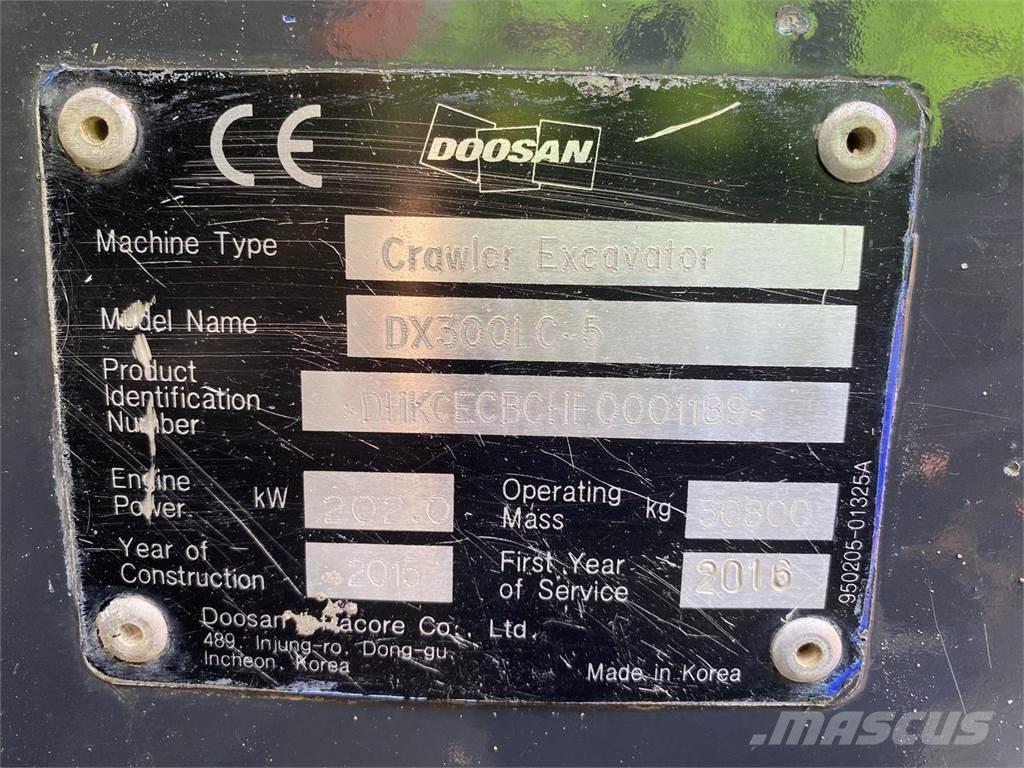 CE DOOSAN
Machine Type Crawler Excavator
Model Name DX300LC-5
Product
Identification
Number
Engine
Power kW 202.0
Operating
Mass kg 30800
Year of
Construction 2015
First Year
of Service 2016
Doosan Infracore Co., Ltd.
489, Injung-ro, Dong-gu,
Incheon, Korea
Made in Korea
950205-01325A
MASCUS